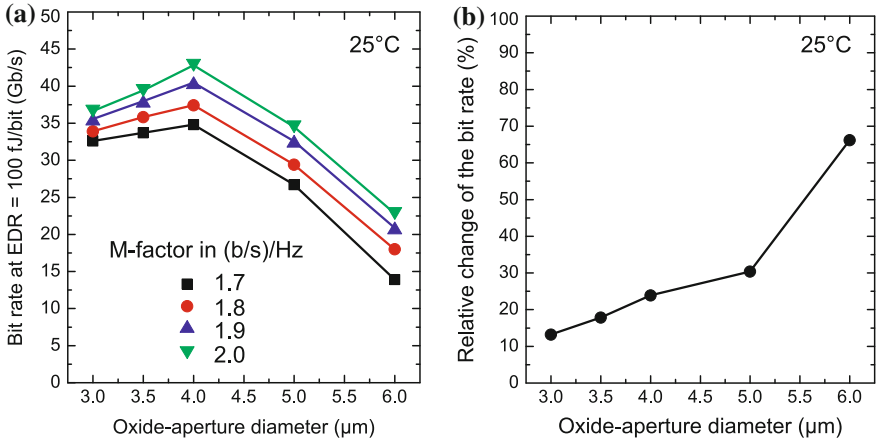 (a)
Bit rate at EDR = 100 fJ/bit (Gb/s)
50
45
40
35
30
25
20
15
10
5
0
25°C
M-factor in (b/s)/Hz
1.7
1.8
1.9
2.0
3.0 3.5 4.0 4.5 5.0 5.5 6.0
Oxide-aperture diameter (μm)
(b)
Relative change of the bit rate (%)
100
90
80
70
60
50
40
30
20
10
0
25°C
3.0 3.5 4.0 4.5 5.0 5.5 6.0
Oxide-aperture diameter (μm)